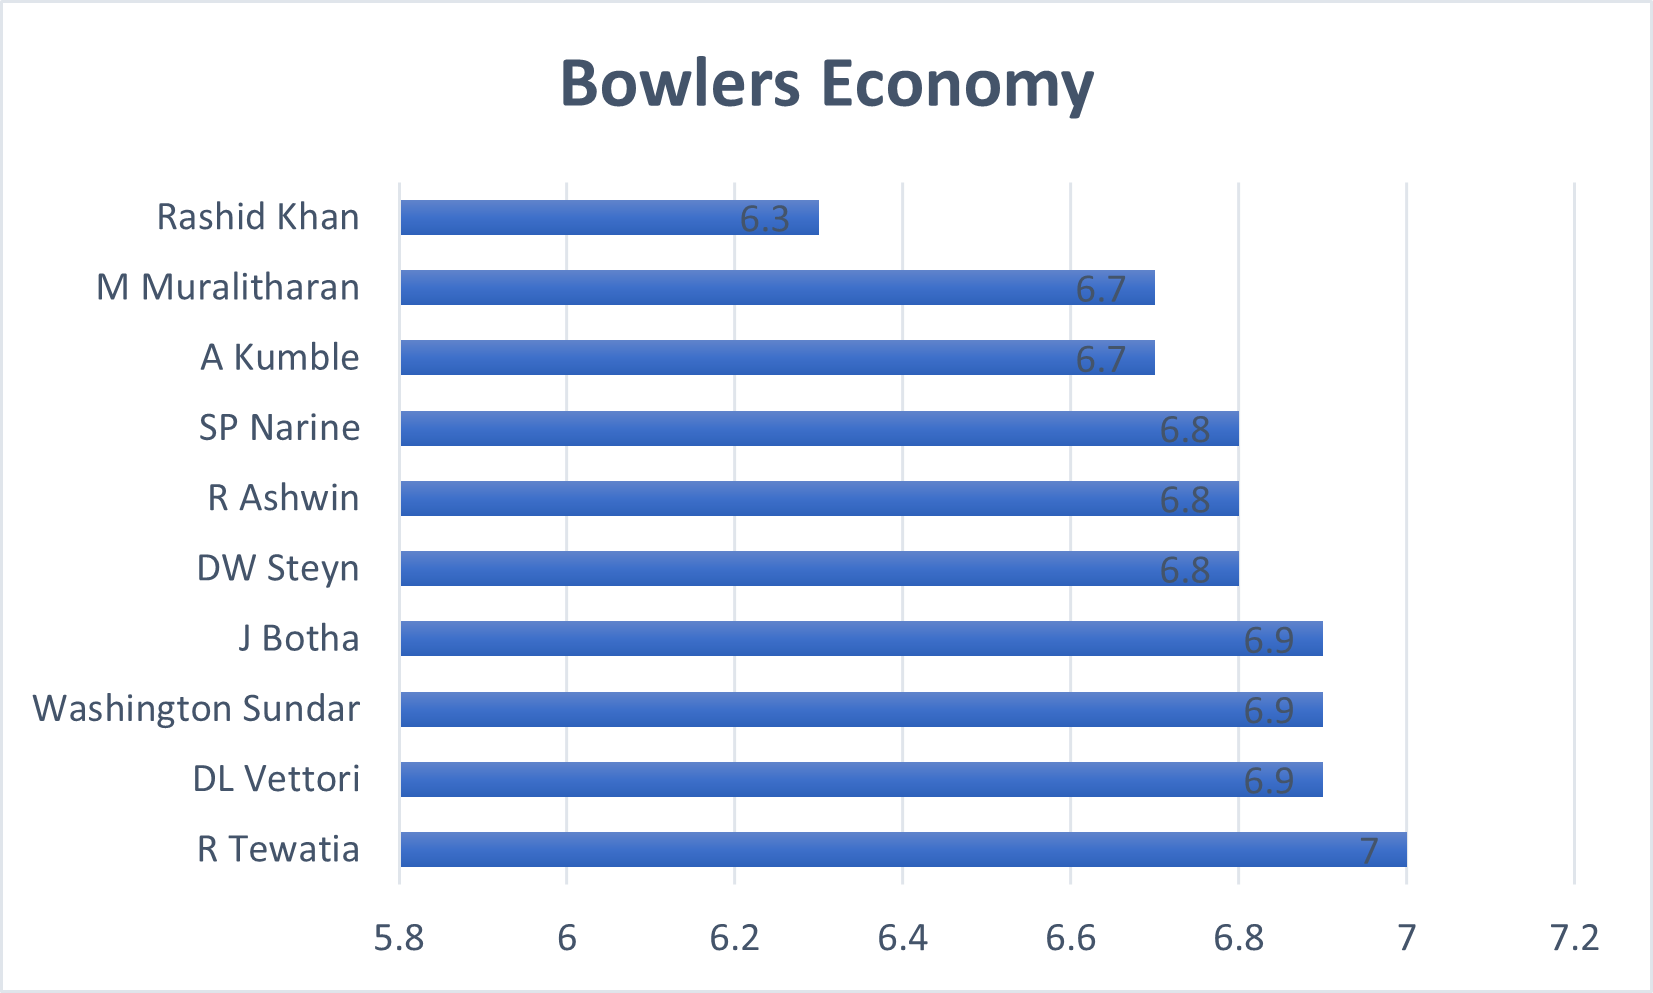 Bowlers Economy
Rashid Khan 6.3
M Muralitharan 6.7
A Kumble 6.7
SP Narine 6.8
R Ashwin 6.8
DW Steyn 6.8
J Botha 6.9
Washington Sundar 6.9
DL Vettori 6.9
R Tewatia 7
5.8 6 6.2 6.4 6.6 6.8 7 7.2